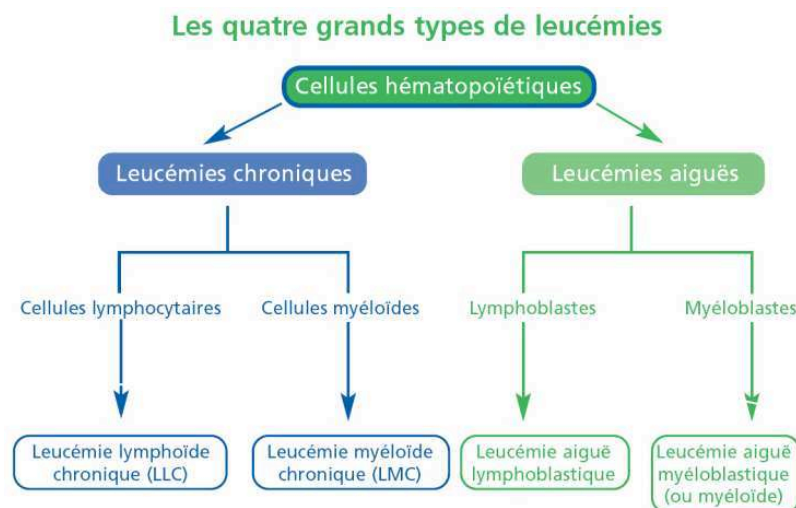 Les quatre grands types de leucémies
Cellules hématopoïétiques
Leucémies chroniques
Leucémies aiguës
Cellules lymphocytaires
Cellules myéloïdes
Lymphoblastes
Myéloblastes
Leucémie lymphoïde
chronique (LLC)
Leucémie myéloïde
chronique (LMC)
Leucémie aiguë
lymphoblastique
Leucémie aiguë
myéloblastique
(ou myéloïde)